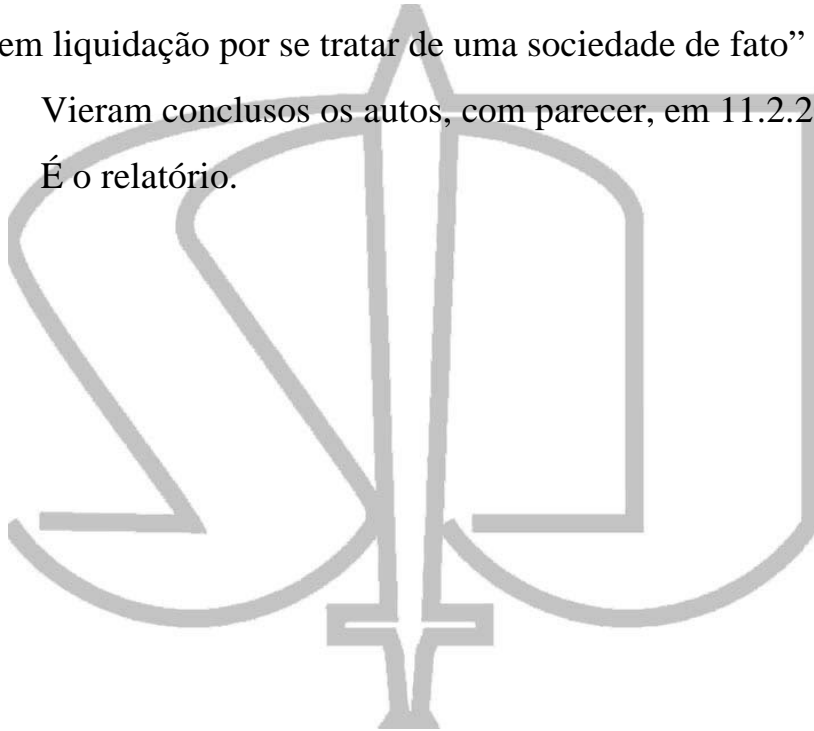 em liquidação por se tratar de uma sociedade de fato”
Vieram conclusos os autos, com parecer, em 11.2.2
É o relatório.